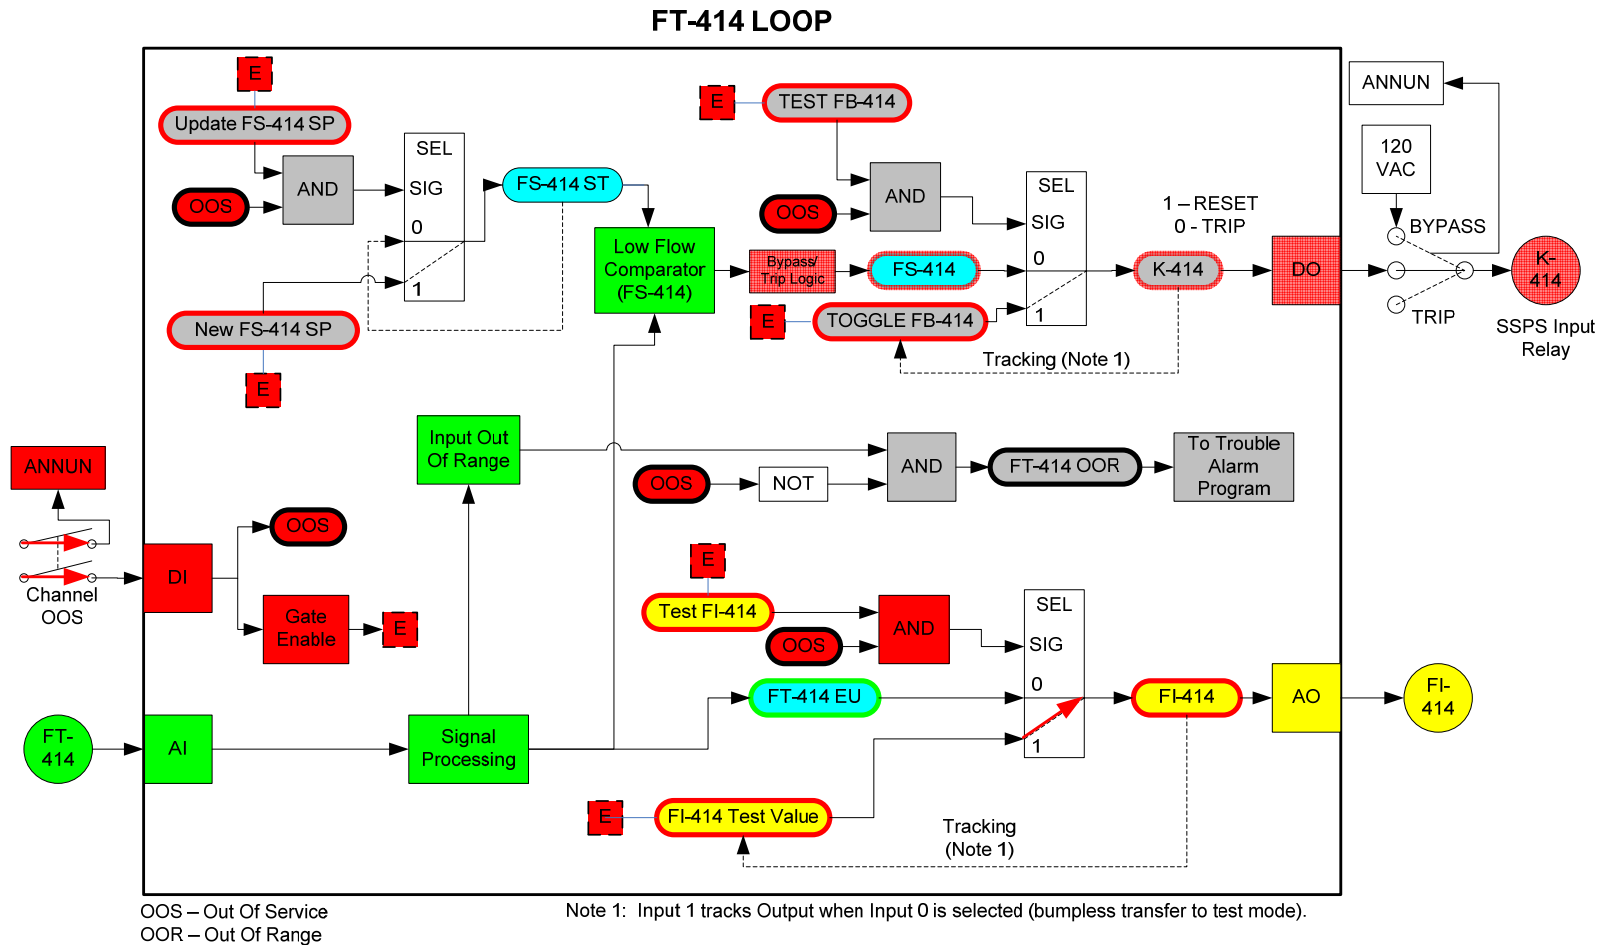 FT-414 LOOP
E
Update FS-414 SP
OOS
AND
SEL
SIG
0
1
New FS-414 SP
E
FS-414 ST
Low Flow
Comparator
(FS-414)
E
TEST FB-414
OOS
AND
Bypass/
Trip Logic
FS-414
E
TOGGLE FB-414
SEL
SIG
0
1
Tracking (Note 1)
1 – RESET
0 - TRIP
K-414
DO
ANNUN
120
VAC
BYPASS
TRIP
K-
414
SSPS Input
Relay
Input Out
Of Range
OOS
NOT
AND
FT-414 OOR
To Trouble
Alarm
Program
ANNUN
Channel
OOS
DI
OOS
Gate
Enable
E
E
Test FI-414
OOS
AND
SEL
SIG
0
1
FT-414 EU
FI-414
AO
FI-
414
FT-
414
AI
Signal
Processing
E
FI-414 Test Value
Tracking
(Note 1)
OOS – Out Of Service
OOR – Out Of Range
Note 1: Input 1 tracks Output when Input 0 is selected (bumpless transfer to test mode).